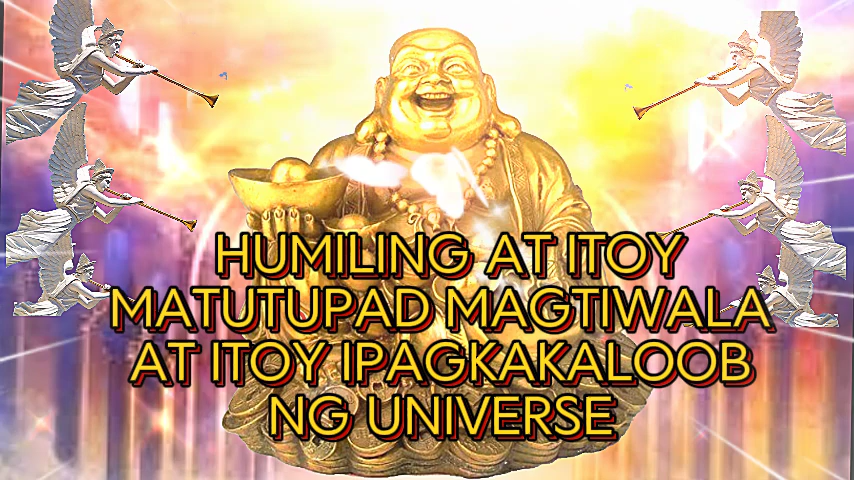 HUMILING AT ITOY
MATUTUPAD MAGTIWALA
AT ITOY IPAGKAKALOOB
NG UNIVERSE